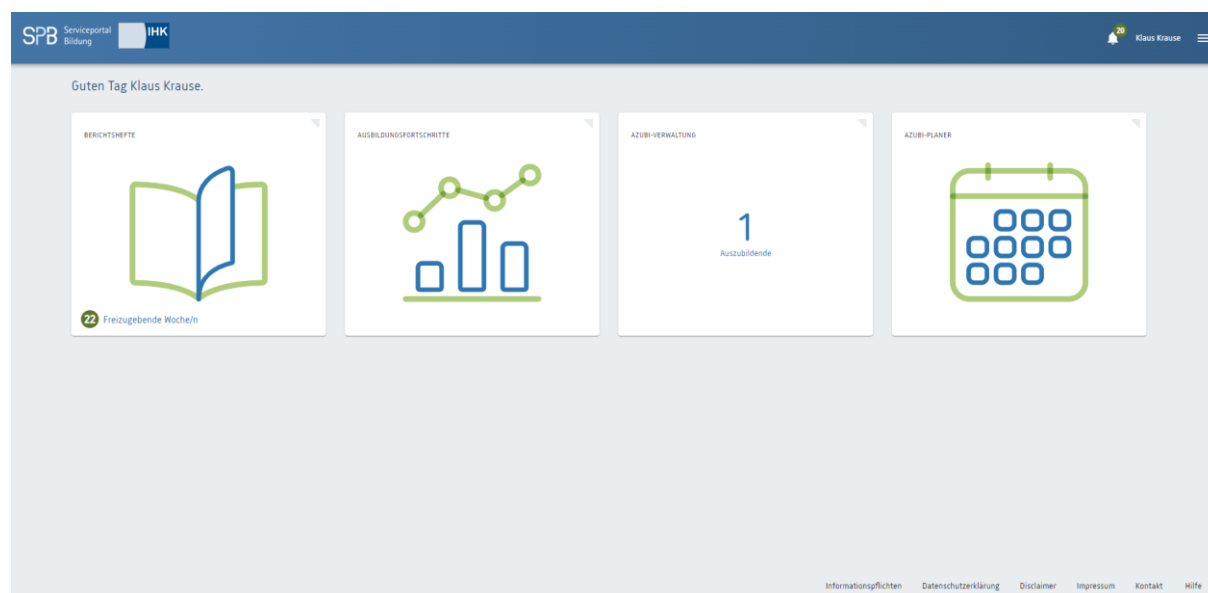 SPB Serviceportal Bildung IHK
20
Klaus Krause
Guten Tag Klaus Krause.
BERICHTSHEFTE
22 Freizugebende Woche/n
AUSBILDUNGSFORTSCHRITTE
AZUBI-VERWALTUNG
1
Auszubildende
AZUBI-PLANER
Informationspflichten Datenschutzerklärung Disclaimer Impressum Kontakt Hilfe